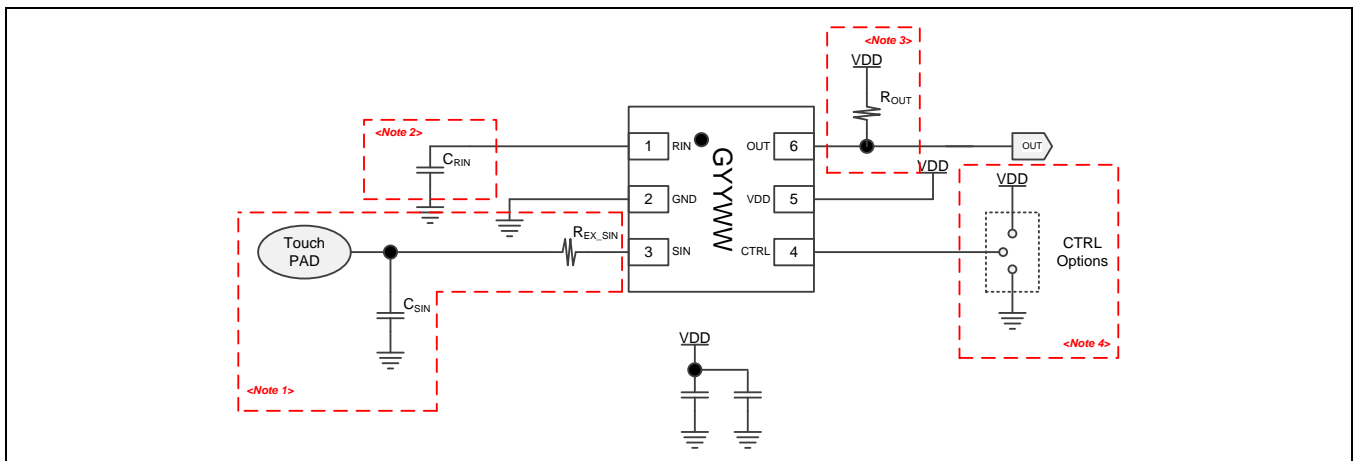 <Note 3>
VDD
ROUT
<Note 2>
CRIN
1 RIN
GYYWW
OUT 6
OUT
2 GND
VDD 5
VDD
<Note 4>
VDD
CTRL
Options
Touch
PAD
REX_SIN
3 SIN
CTRL 4
CSIN
<Note 1>
VDD